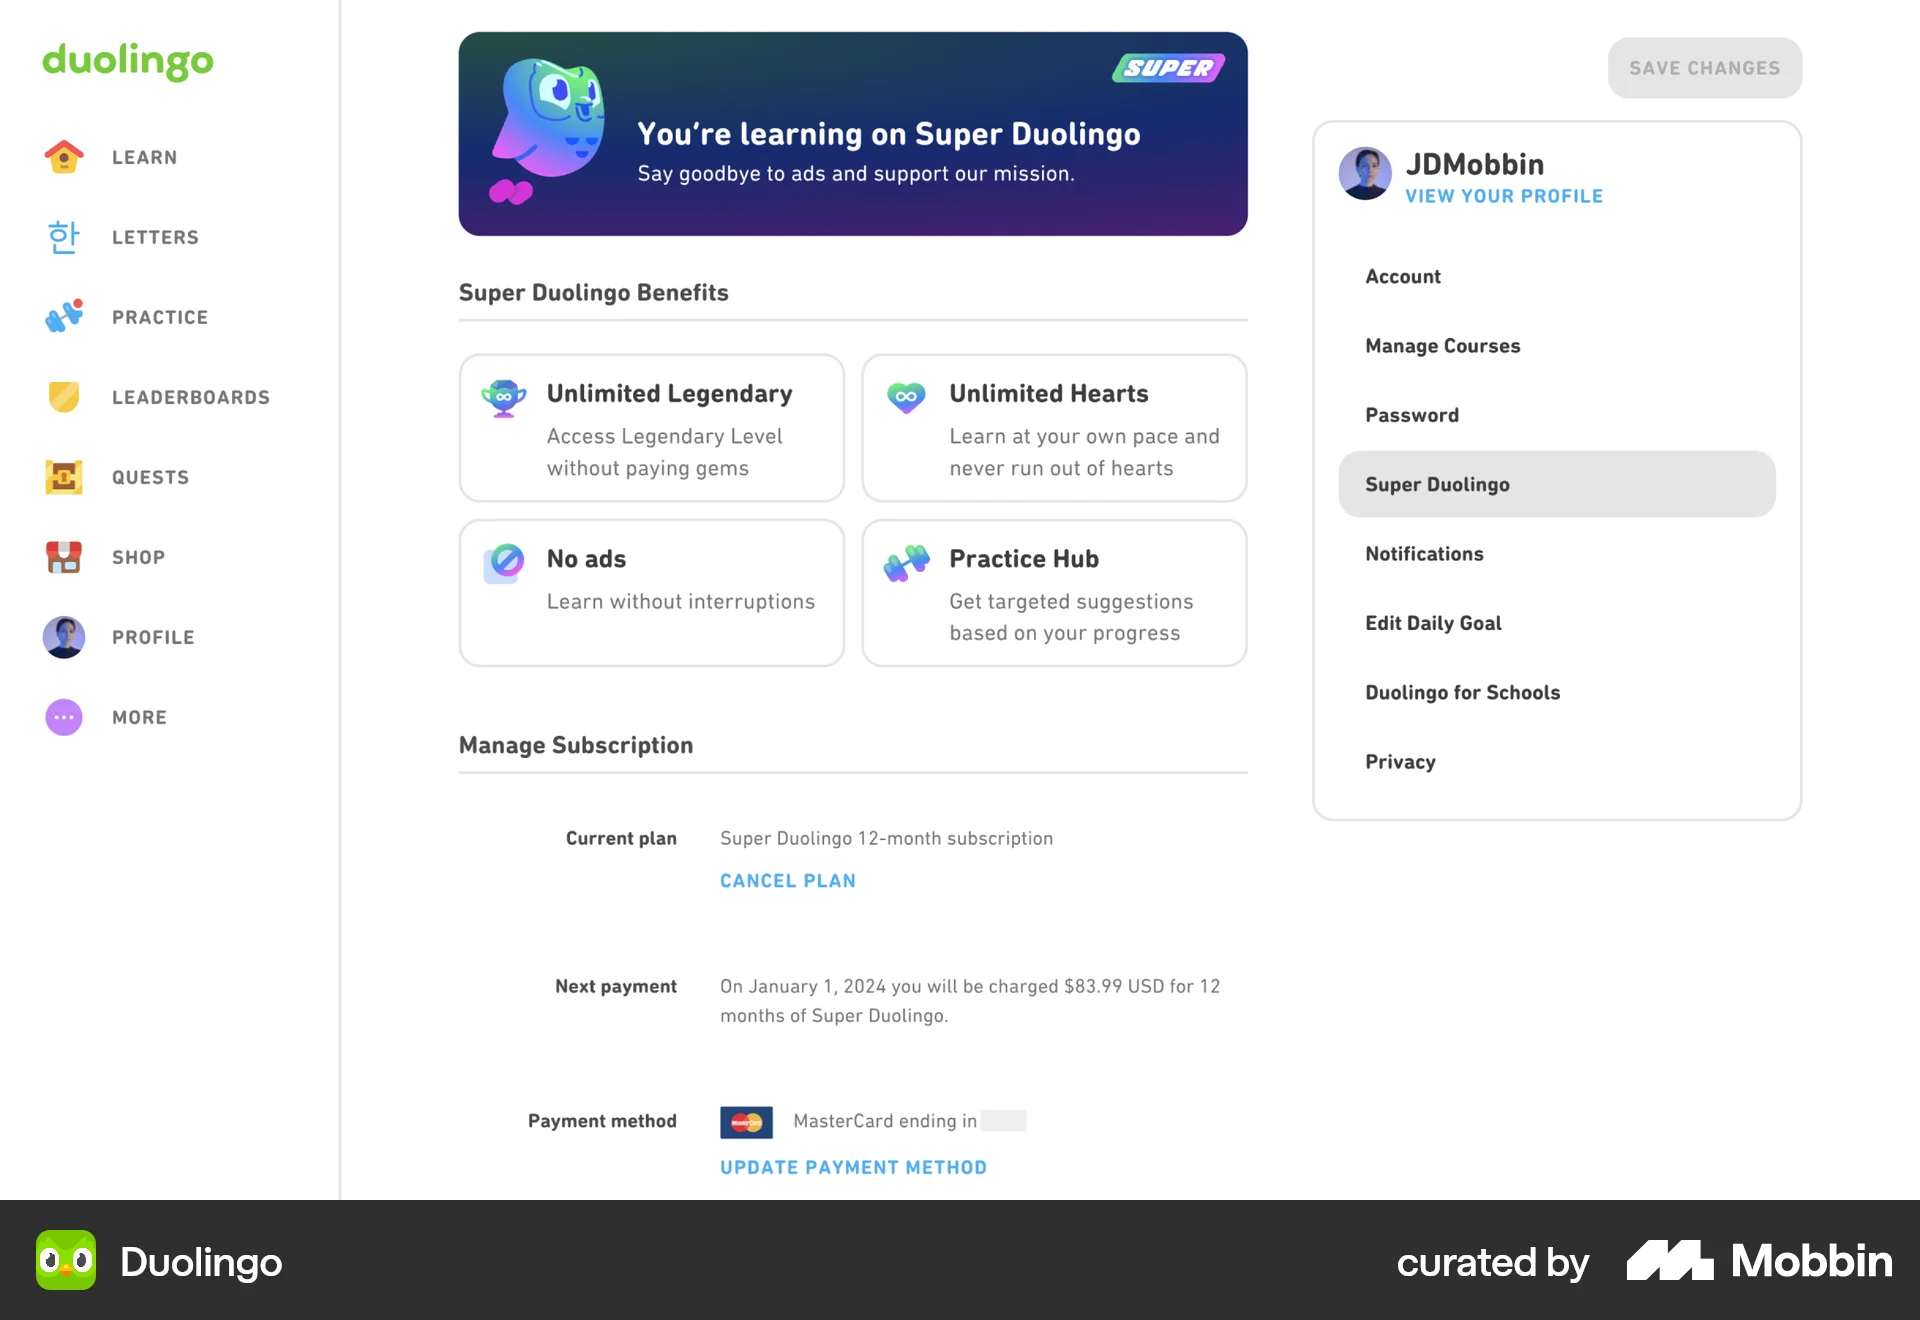 duolingo
LEARN
한
LETTERS
PRACTICE
LEADERBOARDS
QUESTS
SHOP
PROFILE
MORE
SUPER
You’re learning on Super Duolingo
Say goodbye to ads and support our mission.
Super Duolingo Benefits
Unlimited Legendary
Access Legendary Level
without paying gems
Unlimited Hearts
Learn at your own pace and
never run out of hearts
No ads
Learn without interruptions
Practice Hub
Get targeted suggestions
based on your progress
Manage Subscription
Current plan
Super Duolingo 12-month subscription
CANCEL PLAN
Next payment
On January 1, 2024 you will be charged $83.99 USD for 12
months of Super Duolingo.
Payment method
MasterCard
MasterCard ending in
UPDATE PAYMENT METHOD
SAVE CHANGES
JDMobbin
VIEW YOUR PROFILE
Account
Manage Courses
Password
Super Duolingo
Notifications
Edit Daily Goal
Duolingo for Schools
Privacy
Duolingo
curated by
Mobbin